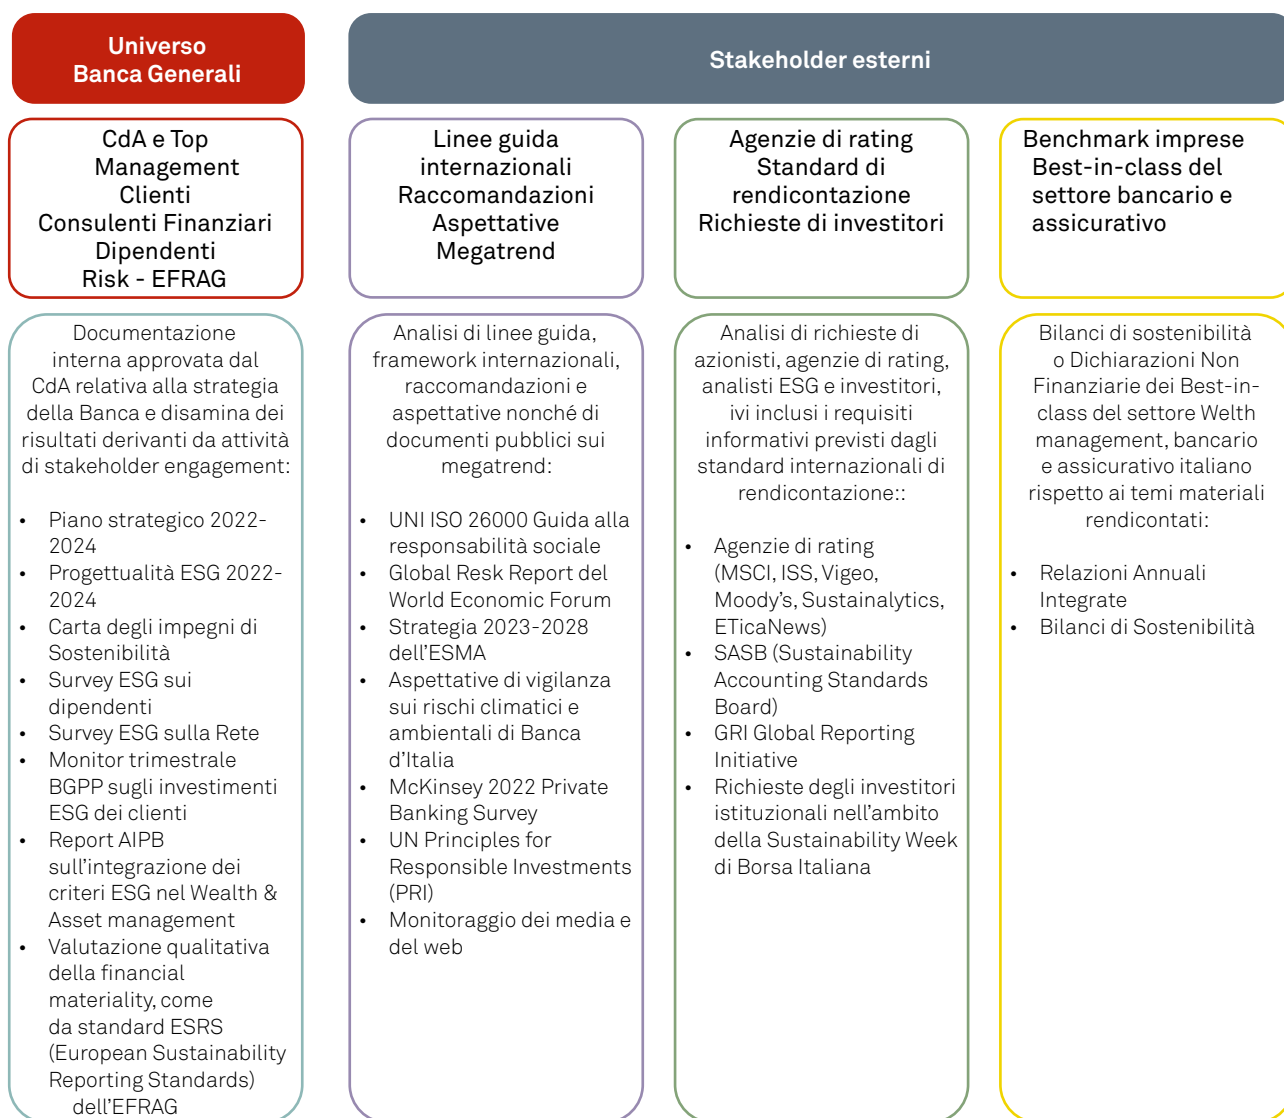 Universo
Banca Generali
Stakeholder esterni
CdA e Top
Management
Clienti
Consulenti Finanziari
Dipendenti
Risk - EFRAG
Linee guida
internazionali
Raccomandazioni
Aspettative
Megatrend
Agenzie di rating
Standard di
rendicontazione
Richieste di investitori
Benchmark imprese
Best-in-class del
settore bancario e
assicurativo
Documentazione
interna approvata dal
CdA relativa alla strategia
della Banca e disamina dei
risultati derivanti da attività
di stakeholder engagement:
• Piano strategico 2022-
2024
• Progettualità ESG 2022-
2024
• Carta degli impegni di
Sostenibilità
• Survey ESG sui
dipendenti
• Survey ESG sulla Rete
• Monitor trimestrale
BGPP sugli investimenti
ESG dei clienti
• Report AIPB
sull'integrazione dei
criteri ESG nel Wealth &
Asset management
• Valutazione qualitativa
della financial
materiality, come
da standard ESRS
(European Sustainability
Reporting Standards)
dell'EFRAG
Analisi di linee guida,
framework internazionali,
raccomandazioni e
aspettative nonché di
documenti pubblici sui
megatrend:
• UNI ISO 26000 Guida alla
responsabilità sociale
• Global Resk Report del
World Economic Forum
• Strategia 2023-2028
dell'ESMA
• Aspettative di vigilanza
sui rischi climatici e
ambientali di Banca
d'Italia
• McKinsey 2022 Private
Banking Survey
• UN Principles for
Responsible Investments
(PRI)
• Monitoraggio dei media e
del web
Analisi di richieste di
azionisti, agenzie di rating,
analisti ESG e investitori,
ivi inclusi i requisiti
informativi previsti dagli
standard internazionali di
rendicontazione::
• Agenzie di rating
(MSCI, ISS, Vigeo,
Moody's, Sustainalytics,
ETicaNews)
• SASB (Sustainability
Accounting Standards
Board)
• GRI Global Reporting
Initiative
• Richieste degli investitori
istituzionali nell'ambito
della Sustainability Week
di Borsa Italiana
Bilanci di sostenibilità
o Dichiarazioni Non
Finanziarie dei Best-in-
class del settore Welth
management, bancario
e assicurativo italiano
rispetto ai temi materiali
rendicontati:
• Relazioni Annuali
Integrate
• Bilanci di Sostenibilità